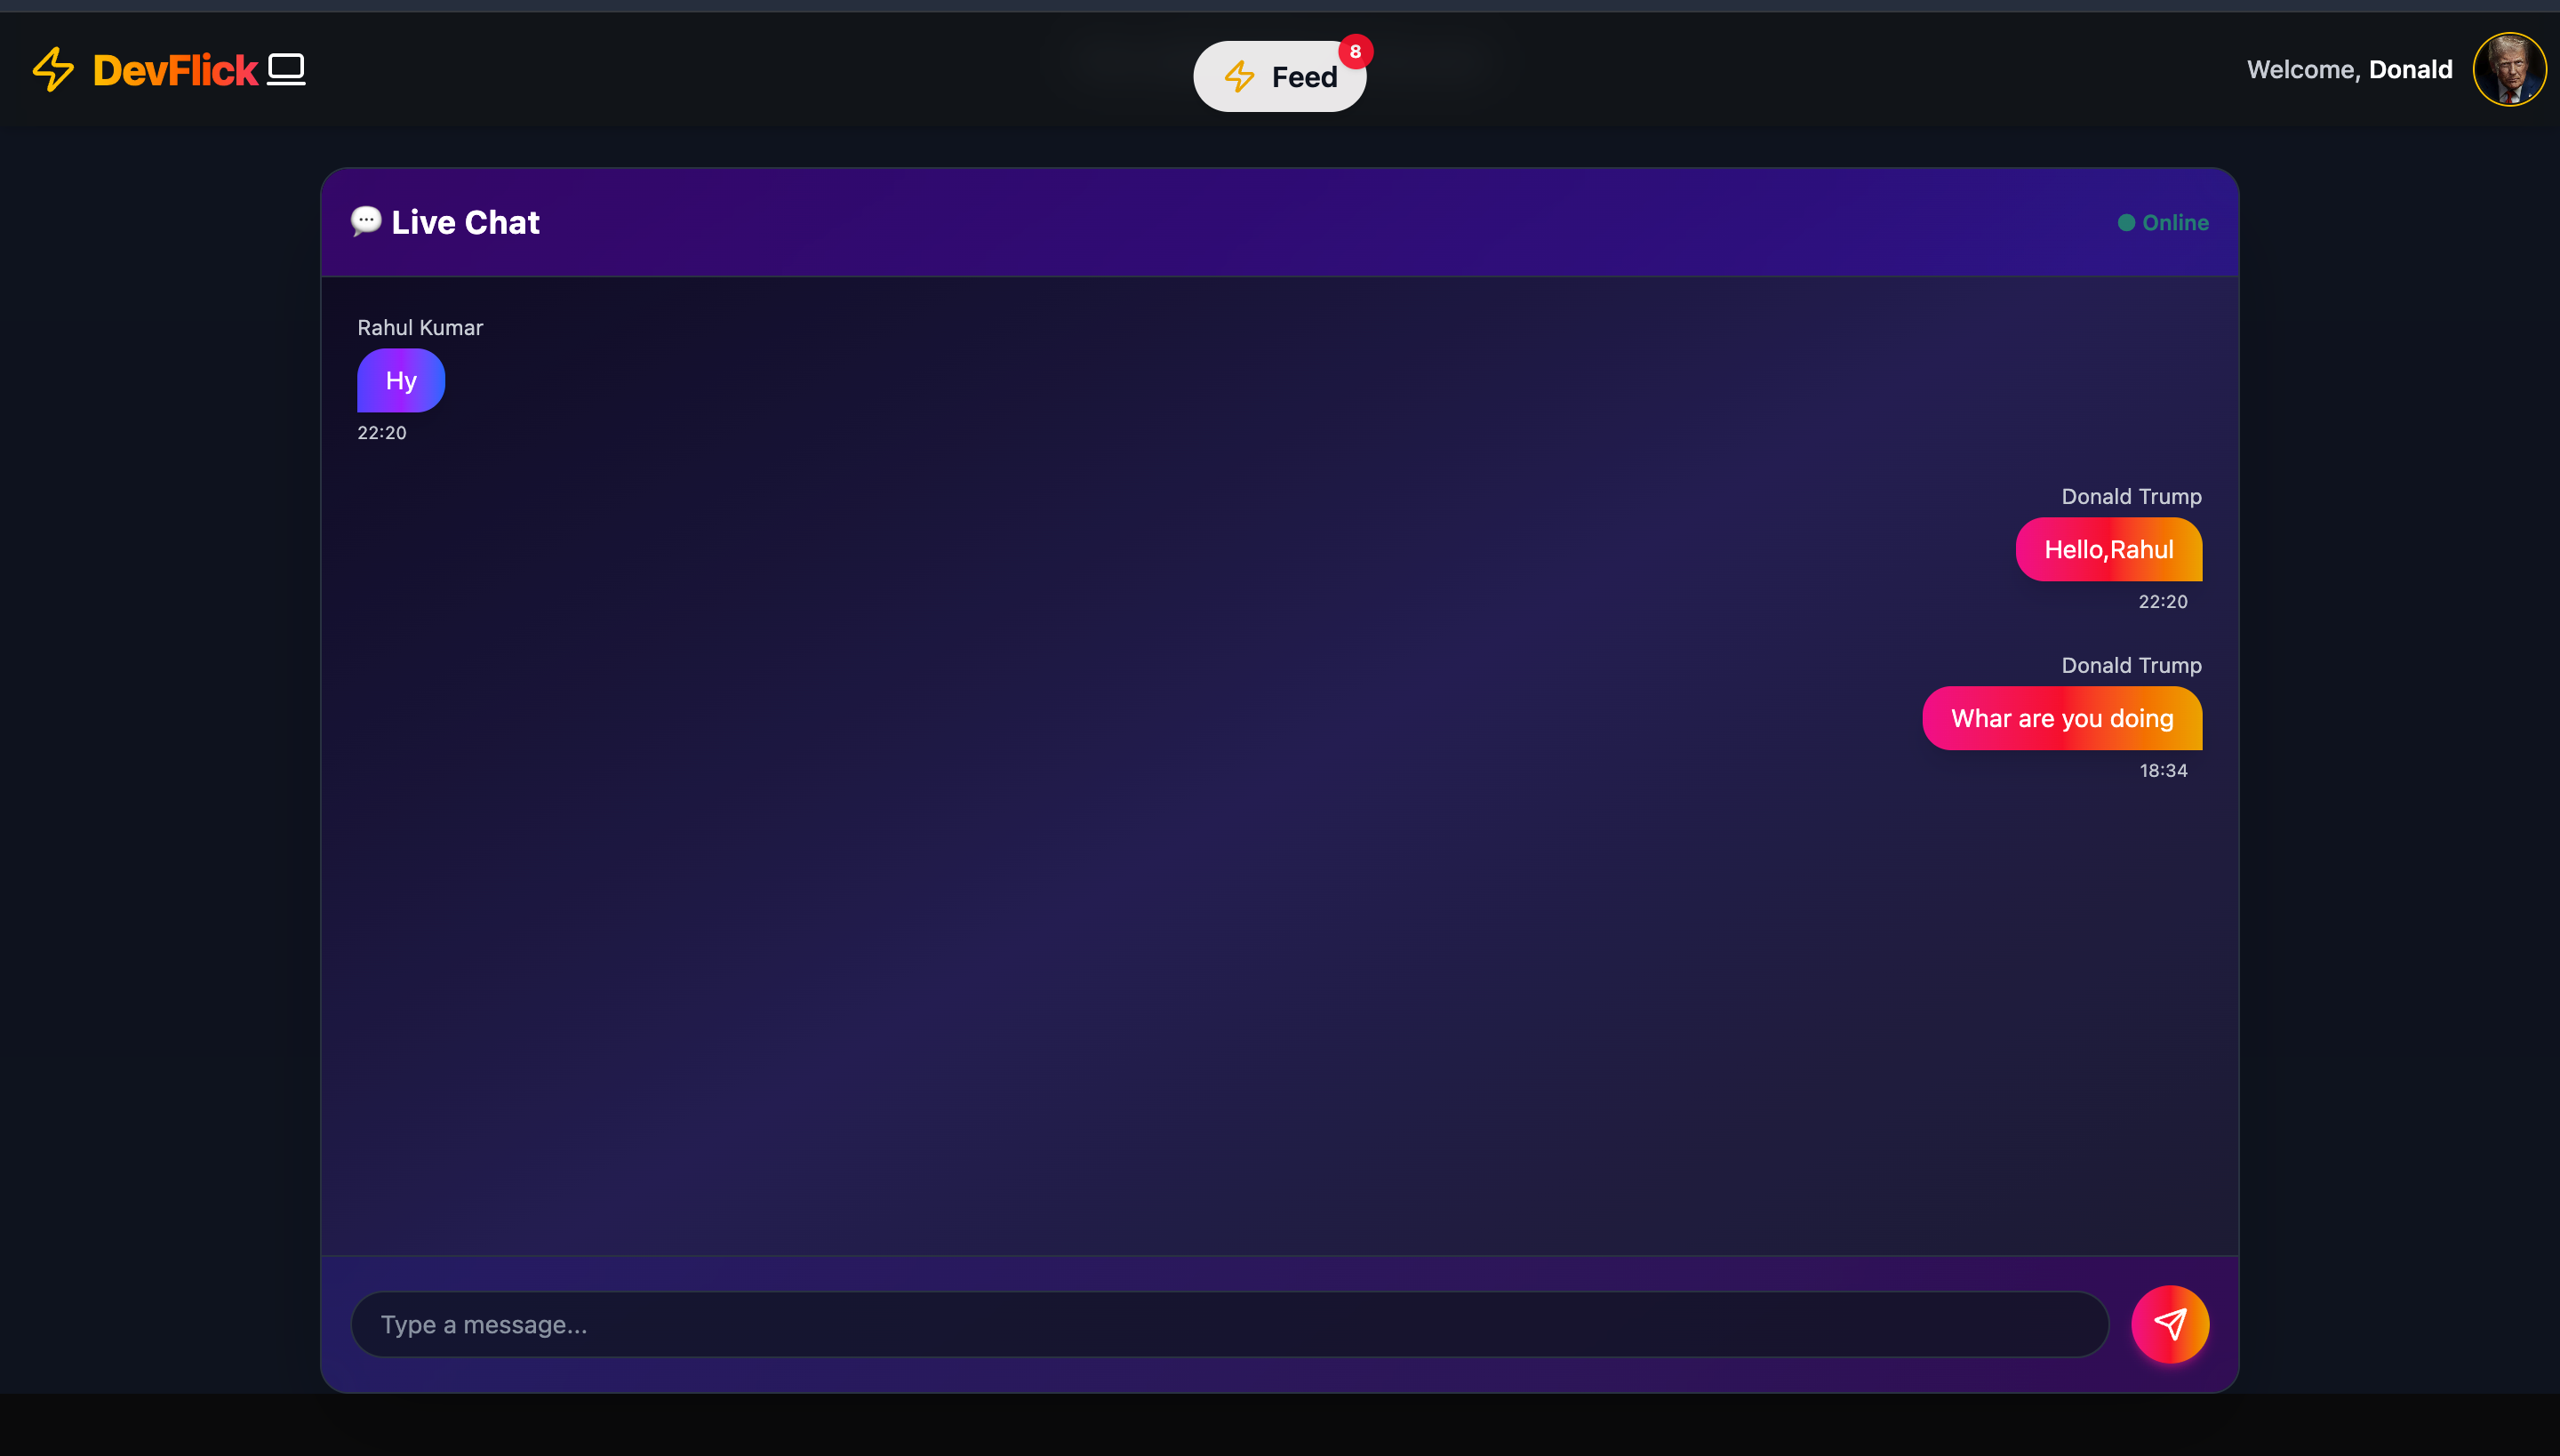 DevFlick
Feed
8
Welcome, Donald
Live Chat
Online
Rahul Kumar
Hy
22:20
Donald Trump
Hello,Rahul
22:20
Donald Trump
Whar are you doing
18:34
Type a message...